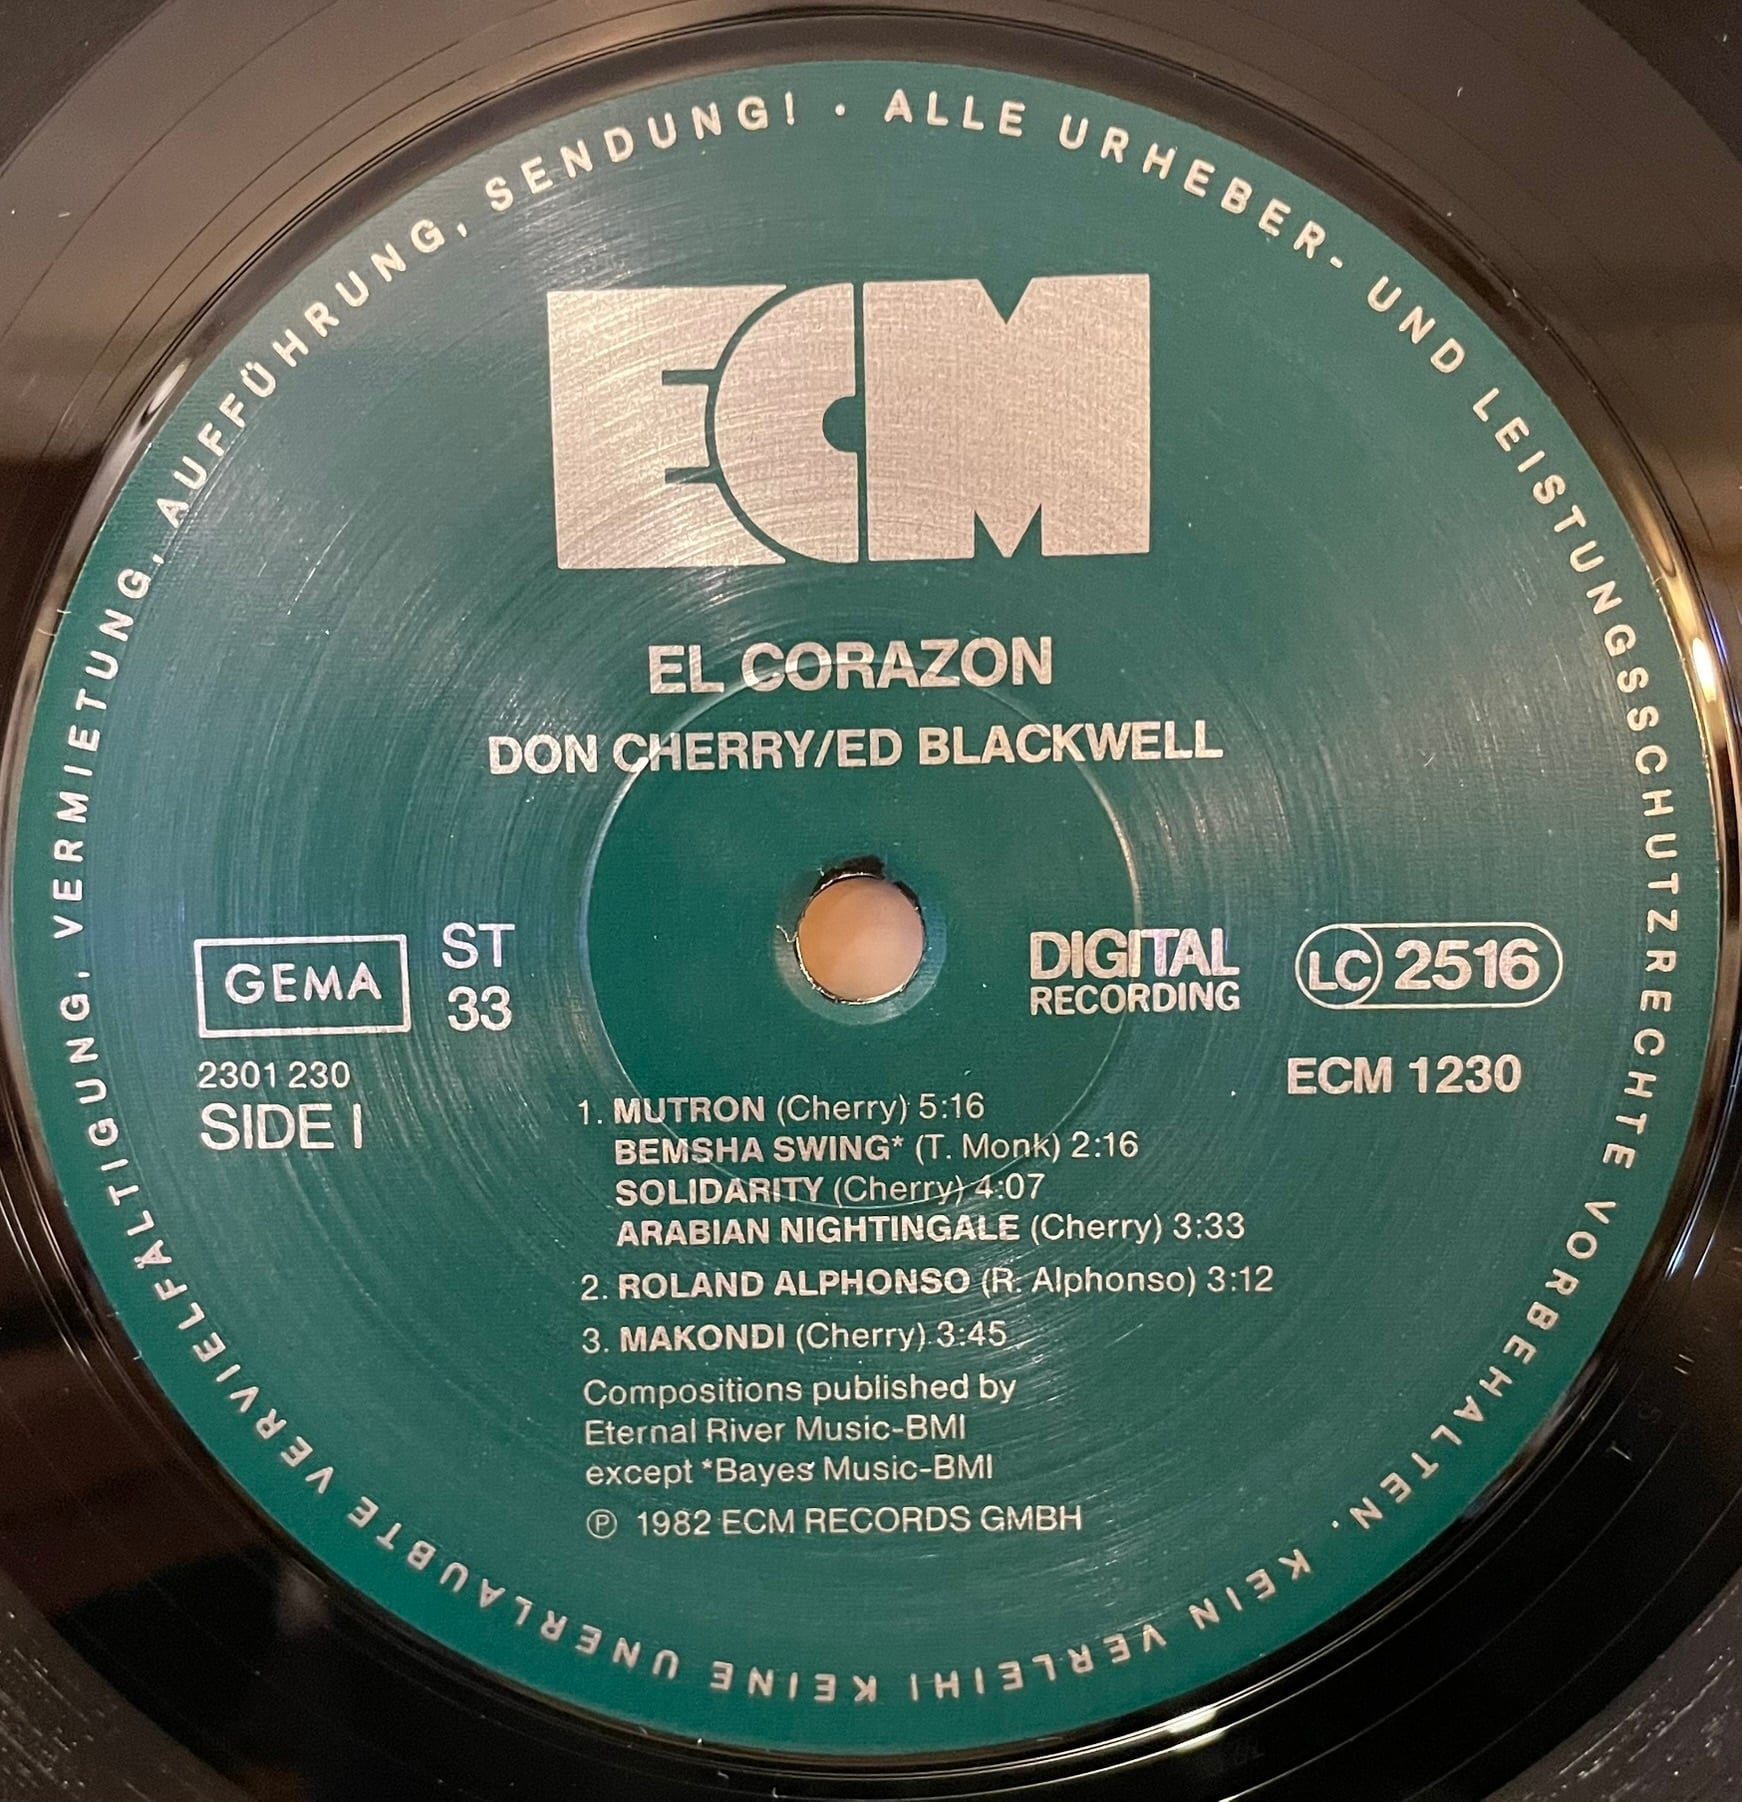 ALLE URHEBER- UND LEISTUNGSSCHUTZRECHTE VORBEHALTEN. KEIN VERLEIH! KEINE UNERLAUBTE VERVIELFÄLTIGUNG, VERMIETUNG, AUFFÜHRUNG, SENDUNG! ·
ECM
EL CORAZON
DON CHERRY/ED BLACKWELL
GEMA
ST
33
DIGITAL
RECORDING
LC 2516
2301 230
SIDE I
ECM 1230
1. MUTRON (Cherry) 5:16
BEMSHA SWING* (T. Monk) 2:16
SOLIDARITY (Cherry) 4:07
ARABIAN NIGHTINGALE (Cherry) 3:33
2. ROLAND ALPHONSO (R. Alphonso) 3:12
3. MAKONDI (Cherry) 3:45
Compositions published by
Eternal River Music-BMI
except *Bayes Music-BMI
℗ 1982 ECM RECORDS GMBH